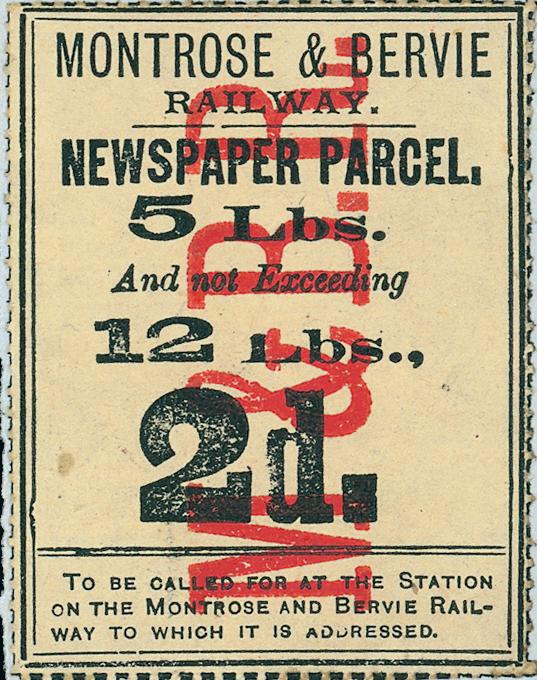 MONTROSE & BERVIE
RAILWAY.
NEWSPAPER PARCEL.
5 Lbs.
And not Exceeding
12 Lbs.,
2d.
TO BE CALLED FOR AT THE STATION
ON THE MONTROSE AND BERVIE RAIL-
WAY TO WHICH IT IS ADDRESSED.
M. & B. R.